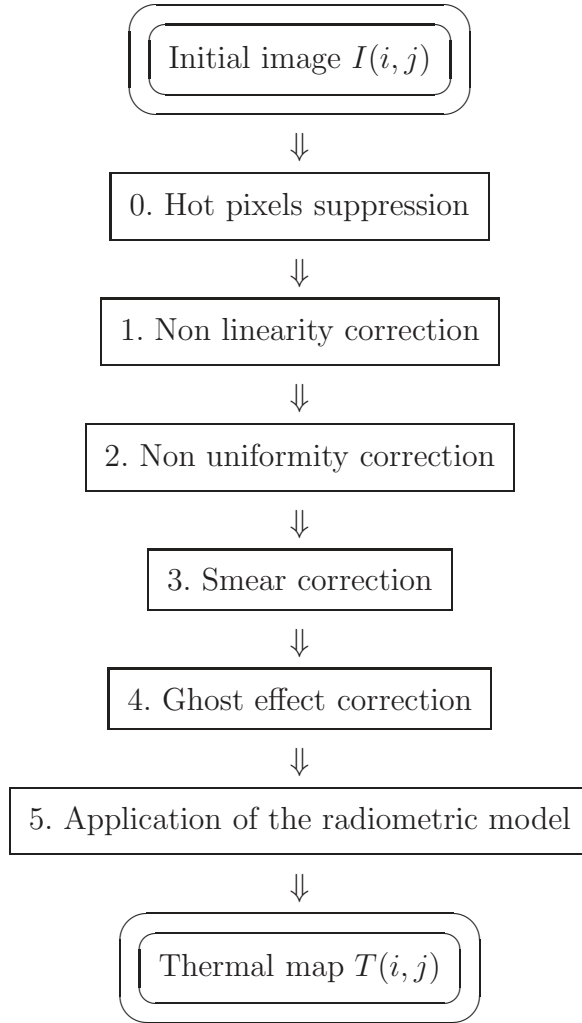 Initial image I(i, j)
⇓
0. Hot pixels suppression
⇓
1. Non linearity correction
⇓
2. Non uniformity correction
⇓
3. Smear correction
⇓
4. Ghost effect correction
⇓
5. Application of the radiometric model
⇓
Thermal map T(i, j)